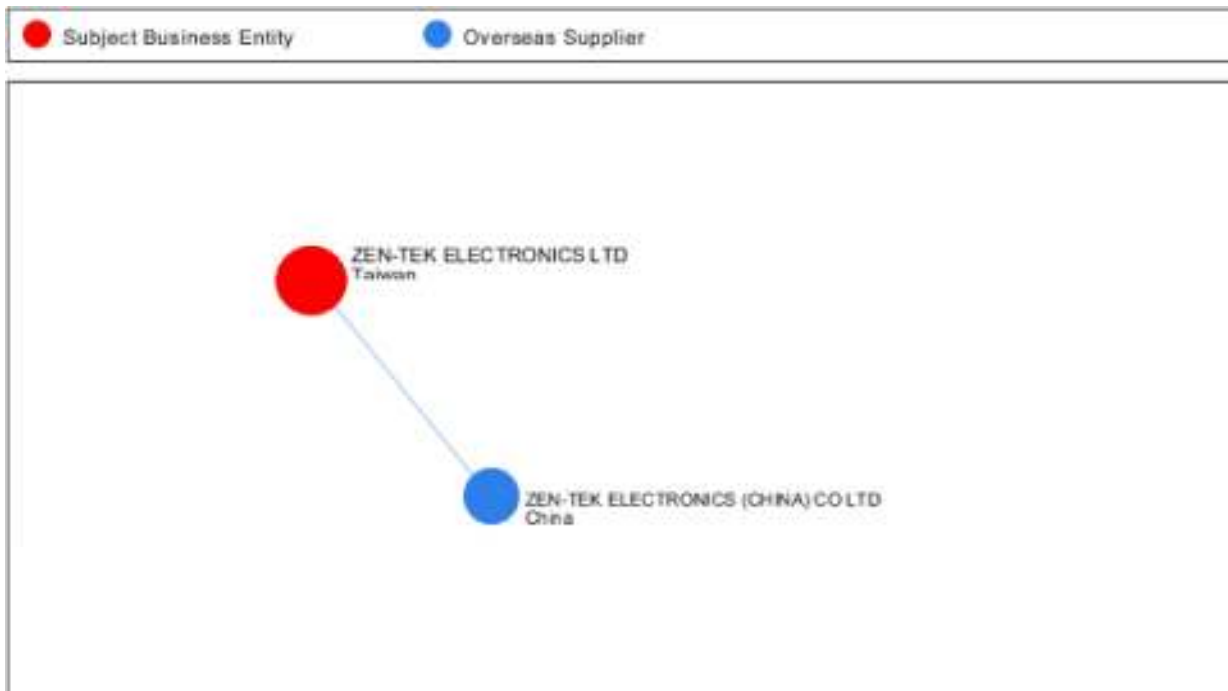 Subject Business Entity
Overseas Supplier
ZEN-TEK ELECTRONICS LTD
Taiwan
ZEN-TEK ELECTRONICS (CHINA) CO LTD
China